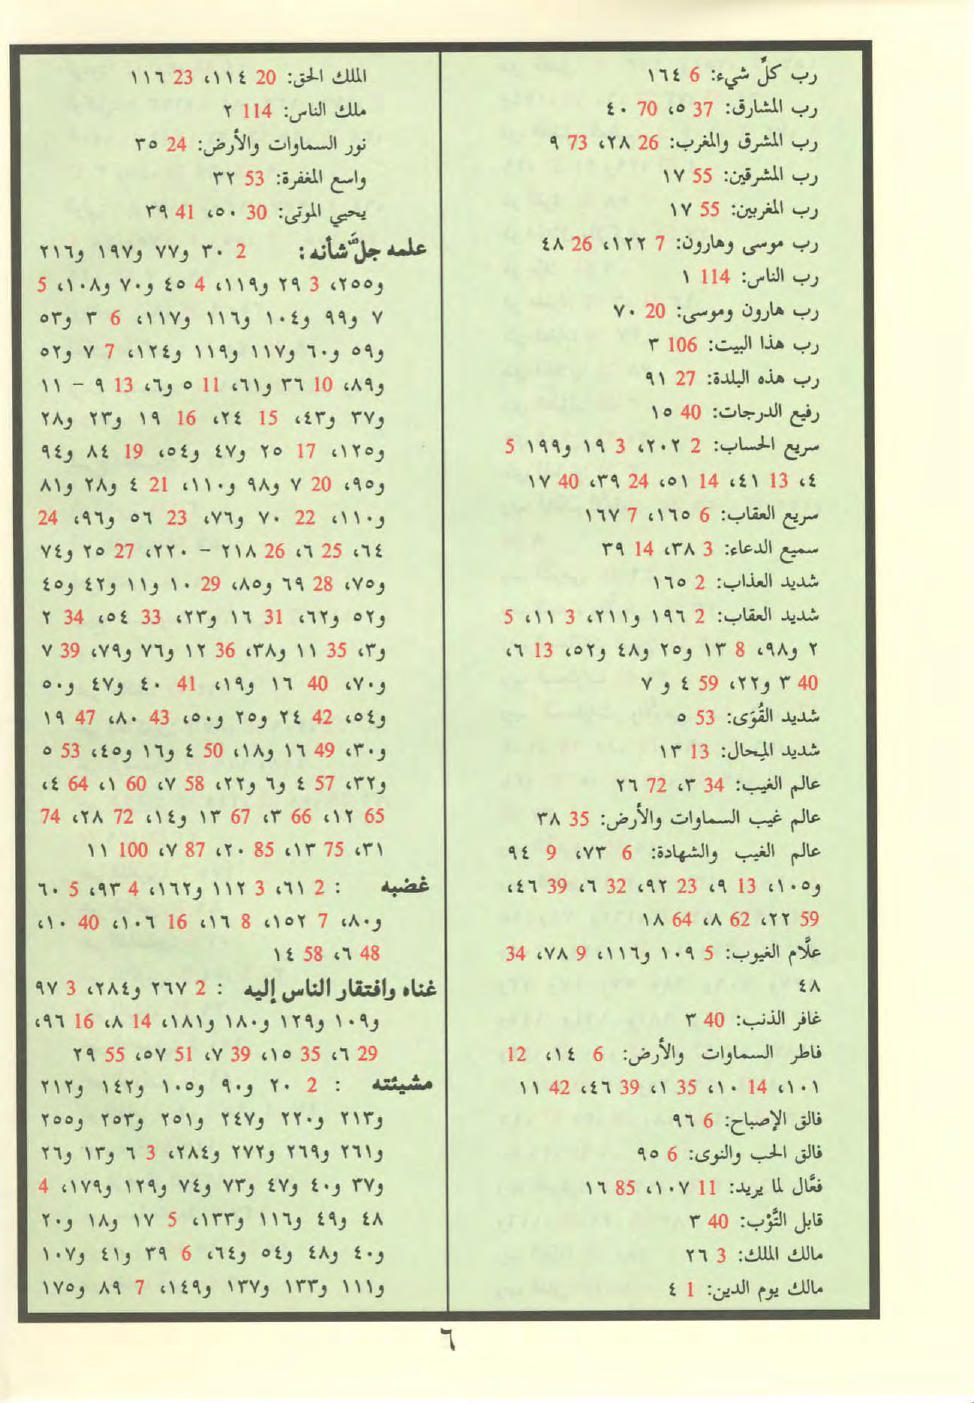 رب كلِّ شيء: 6 ١٦٤
رب المشارق: 37 ٥، 70 ٤٠
رب المشرق والمغرب: 26 ٢٨، 73 ٩
رب المشرقين: 55 ١٧
رب المغربين: 55 ١٧
رب موسى وهارون: 7 ١٢٢، 26 ٤٨
رب الناس: 114 ١
رب هارون وموسى: 20 ٧٠
رب هذا البيت: 106 ٣
رب هذه البلدة: 27 ٩١
رفيع الدرجات: 40 ١٥
سريع الحساب: 2 ٢٠٢، 3 ١٩ و١٩٩ 5
٤، 13 ٤١، 14 ٥١، 24 ٣٩، 40 ١٧
سريع العقاب: 6 ١٦٥، 7 ١٦٧
سميع الدعاء: 3 ٣٨، 14 ٣٩
شديد العذاب: 2 ١٦٥
شديد العقاب: 2 ١٩٦ و٢١١، 3 ١١، 5
٢ و٩٨، 8 ١٣ و٢٥ و٤٨ و٥٢، 13 ٦،
40 ٣ و٢٢، 59 ٤ و ٧
شديد القُوَى: 53 ٥
شديد المِحال: 13 ١٣
عالم الغيب: 34 ٣، 72 ٢٦
عالم غيب السماوات والأرض: 35 ٣٨
عالم الغيب والشهادة: 6 ٧٣، 9 ٩٤
و١٠٥، 13 ٩، 23 ٩٢، 32 ٦، 39 ٤٦،
59 ٢٢، 62 ٨، 64 ١٨
علَّام الغيوب: 5 ١٠٩ و١١٦، 9 ٧٨، 34
٤٨
غافر الذنب: 40 ٣
فاطر السماوات والأرض: 6 ١٤، 12
١٠١، 14 ١٠، 35 ١، 39 ٤٦، 42 ١١
فالق الإصباح: 6 ٩٦
فالق الحب والنوى: 6 ٩٥
فعَّال لما يريد: 11 ١٠٧، 85 ١٦
قابل التَّوْب: 40 ٣
مالك الملك: 3 ٢٦
مالك يوم الدين: 1 ٤
الملك الحق: 20 ١١٤، 23 ١١٦
ملك الناس: 114 ٢
نور السماوات والأرض: 24 ٣٥
واسع المغفرة: 53 ٣٢
يحيي الموتى: 30 ٥٠، 41 ٣٩
علمه جلَّ شأنه: 2 ٣٠ و٧٧ و١٩٧ و٢١٦
و٢٥٥، 3 ٢٩ و١١٩، 4 ٤٥ و٧٠ و١٠٨، 5
٧ و٩٩ و١٠٤ و١١٦ و١١٧، 6 ٣ و٥٣
و٥٩ و٦٠ و١١٧ و١١٩ و١٢٤، 7 ٧ و٥٢
و٨٩، 10 ٣٦ و٦١، 11 ٥ و٦، 13 ٩ - ١١
و٣٧ و٤٣، 15 ٢٤، 16 ١٩ و٢٣ و٢٨
و١٢٥، 17 ٢٥ و٤٧ و٥٤، 19 ٨٤ و٩٤
و٩٥، 20 ٧ و٩٨ و١١٠، 21 ٤ و٢٨ و٨١
و١١٠، 22 ٧٠ و٧٦، 23 ٥٦ و٩٦، 24
٦٤، 25 ٦، 26 ٢١٨ - ٢٢٠، 27 ٢٥ و٧٤
و٧٥، 28 ٦٩ و٨٥، 29 ١٠ و١١ و٤٢ و٤٥
و٥٢ و٦٢، 31 ١٦ و٢٣، 33 ٥٤، 34 ٢
و٣، 35 ١١ و٣٨، 36 ١٢ و٧٦ و٧٩، 39 ٧
و٧٠، 40 ١٦ و١٩، 41 ٤٠ و٤٧ و٥٠
و٥٤، 42 ٢٤ و٢٥ و٥٠، 43 ٨٠، 47 ١٩
و٣٠، 49 ١٦ و١٨، 50 ٤ و١٦ و٤٥، 53 ٥
و٣٢، 57 ٤ و٦ و٢٢، 58 ٧، 60 ١، 64 ٤،
65 ١٢، 66 ٣، 67 ١٣ و١٤، 72 ٢٨، 74
٣١، 75 ١٣، 85 ٢٠، 87 ٧، 100 ١١
غضبه : 2 ٦١، 3 ١١٢ و١٦٢، 4 ٩٣، 5 ٦٠
و٨٠، 7 ١٥٢، 8 ١٦، 16 ١٠٦، 40 ١٠،
48 ٦، 58 ١٤
غناه وافتقار الناس إليه : 2 ٢٦٧ و٢٨٤، 3 ٩٧
و١٠٩ و١٢٩ و١٨٠ و١٨١، 14 ٨، 16 ٩٦،
29 ٦، 35 ١٥، 39 ٧، 51 ٥٧، 55 ٢٩
مشيئته : 2 ٢٠ و٩٠ و١٠٥ و١٤٢ و٢١٢
و٢١٣ و٢٢٠ و٢٤٧ و٢٥١ و٢٥٣ و٢٥٥
و٢٦١ و٢٦٩ و٢٧٢ و٢٨٤، 3 ٦ و١٣ و٢٦
و٣٧ و٤٠ و٤٧ و٧٣ و٧٤ و١٢٩ و١٧٩، 4
٤٨ و٤٩ و١١٦ و١٣٣، 5 ١٧ و١٨ و٢٠
و٤٠ و٤٨ و٥٤ و٦٤، 6 ٣٩ و٤١ و١٠٧
و١١١ و١٣٣ و١٣٧ و١٤٩، 7 ٨٩ و١٧٥
٦